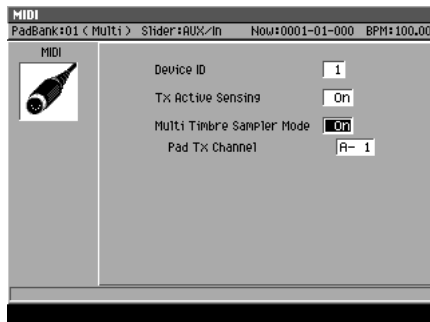 MIDI
PadBank:01(Multi) Slider:AUX/In Now:0001-01-000 BPM:100.00
MIDI
Device ID 1
Tx Active Sensing On
Multi Timbre Sampler Mode On
Pad Tx Channel A- 1